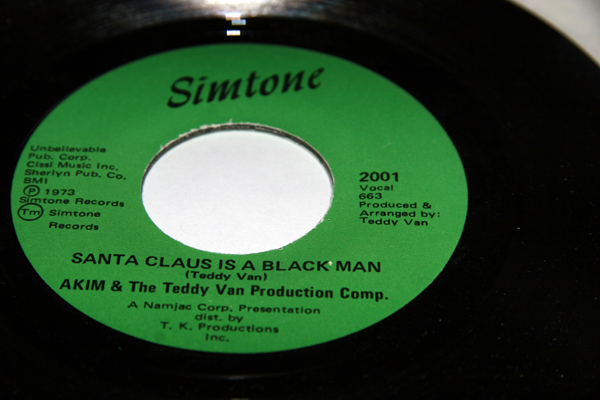 Simtone
Unbelievable
Pub. Corp.
Cissi Music Inc.
Sherlyn Pub. Co.
BMI
Ⓟ 1973
Simtone Records
Tm Simtone
Records
2001
Vocal
663
Produced &
Arranged by:
Teddy Van
SANTA CLAUS IS A BLACK MAN
(Teddy Van)
AKIM & The Teddy Van Production Comp.
A Namjac Corp. Presentation
dist. by
T. K. Productions
Inc.